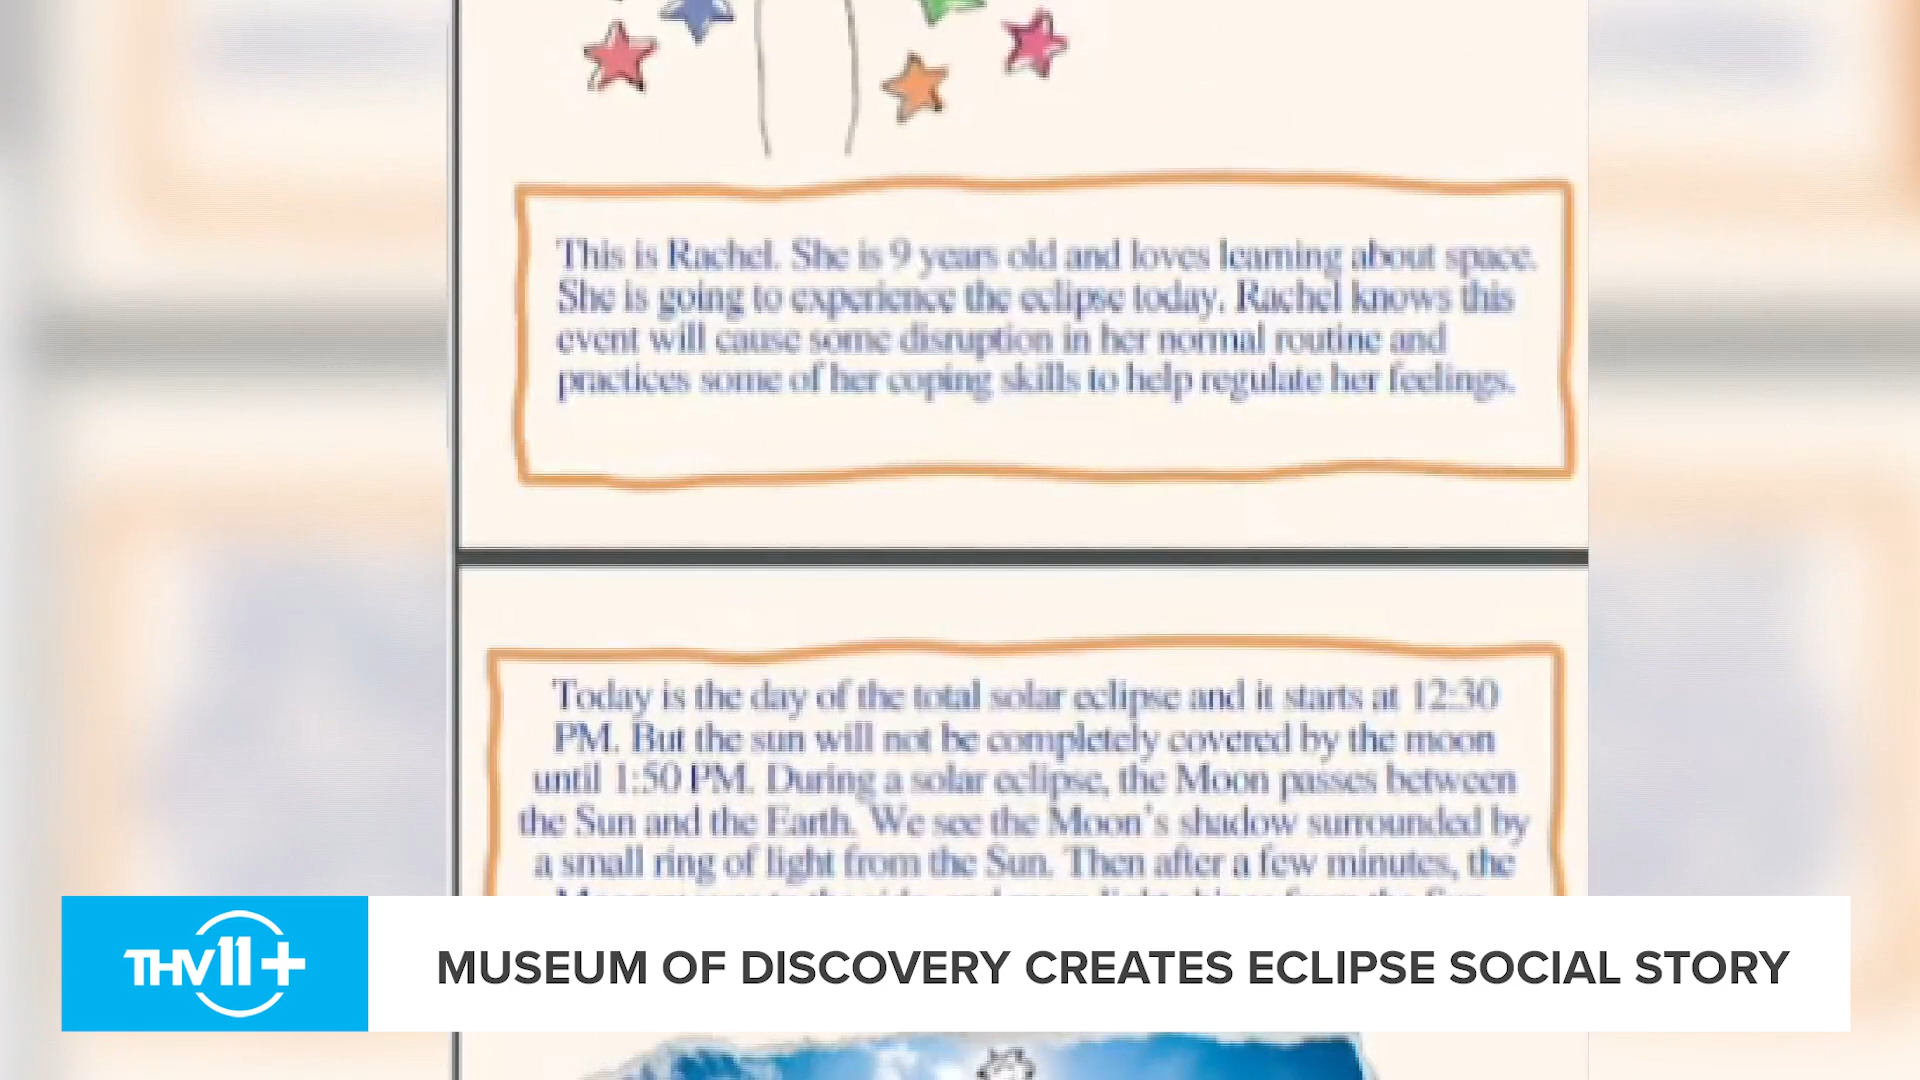 This is Rachel. She is 9 years old and loves learning about space.
She is going to experience the eclipse today. Rachel knows this
event will cause some disruption in her normal routine and
practices some of her coping skills to help regulate her feelings.
Today is the day of the total solar eclipse and it starts at 12:30
PM. But the sun will not be completely covered by the moon
until 1:50 PM. During a solar eclipse, the Moon passes between
the Sun and the Earth. We see the Moon's shadow surrounded by
a small ring of light from the Sun. Then after a few minutes, the
THV11+
MUSEUM OF DISCOVERY CREATES ECLIPSE SOCIAL STORY